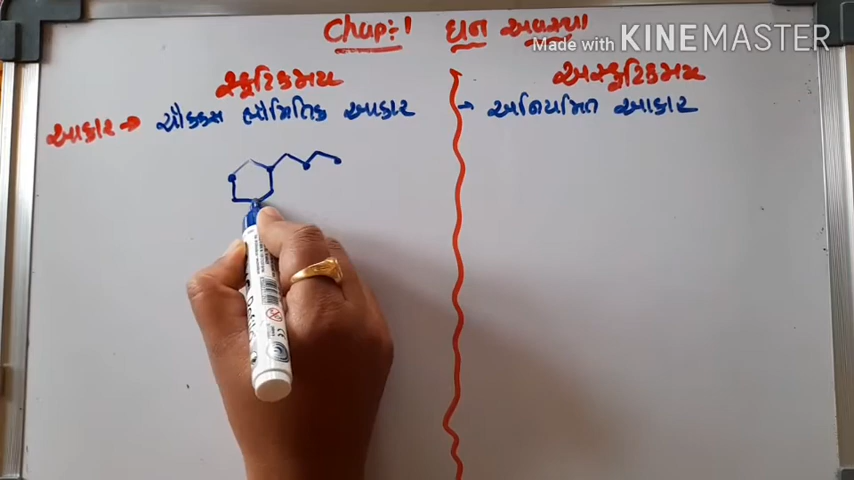 Chap:-1 ઘન અવસ્થા
Made with KINEMASTER
સ્ફટિકમય અસ્ફટિકમય
આકાર → ચોક્કસ ભૌમિતિક આકાર → અનિયમિત આકાર